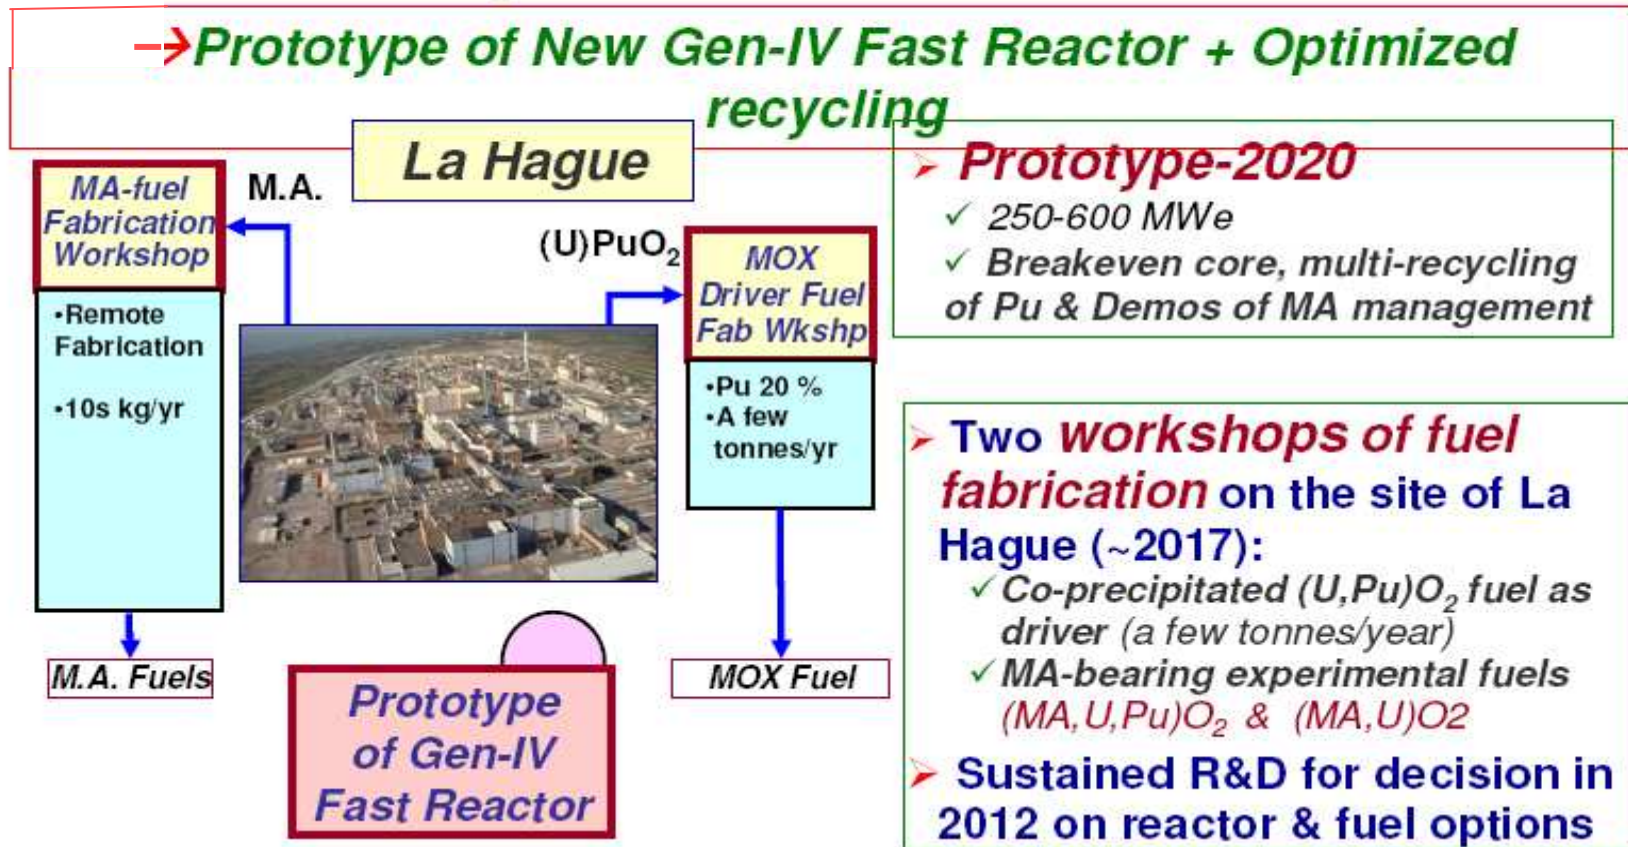 →Prototype of New Gen-IV Fast Reactor + Optimized
recycling
La Hague
MA-fuel
Fabrication
Workshop
M.A.
•Remote
Fabrication
•10s kg/yr
M.A. Fuels
(U)PuO₂
MOX
Driver Fuel
Fab Wkshp
•Pu 20 %
•A few
tonnes/yr
MOX Fuel
Prototype
of Gen-IV
Fast Reactor
➢ Prototype-2020
✓ 250-600 MWe
✓ Breakeven core, multi-recycling
of Pu & Demos of MA management
➢ Two workshops of fuel
fabrication on the site of La
Hague (~2017):
✓ Co-precipitated (U,Pu)O₂ fuel as
driver (a few tonnes/year)
✓ MA-bearing experimental fuels
(MA,U,Pu)O₂ & (MA,U)O2
➢ Sustained R&D for decision in
2012 on reactor & fuel options